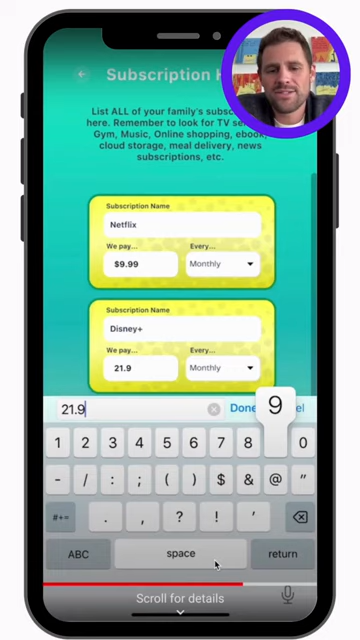 Subscription H
List ALL of your family's subsc
here. Remember to look for TV se
Gym, Music, Online shopping, ebook,
cloud storage, meal delivery, news
subscriptions, etc.
Subscription Name
Netflix
We pay... Every...
$9.99 Monthly
Subscription Name
Disney+
We pay... Every...
21.9 Monthly
21.9 Done el
9
1 2 3 4 5 6 7 8 0
- / : ; ( ) $ & @ "
#+= . , ? ! '
ABC space return
Scroll for details